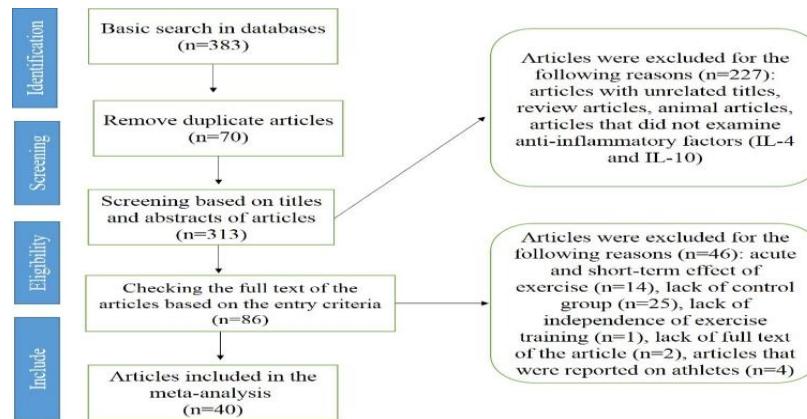 Identification
Basic search in databases
(n=383)
Remove duplicate articles
(n=70)
Articles were excluded for
the following reasons (n=227):
articles with unrelated titles,
review articles, animal articles,
articles that did not examine
anti-inflammatory factors (IL-4
and IL-10)
Screening
Screening based on titles
and abstracts of articles
(n=313)
Eligibility
Checking the full text of the
articles based on the entry criteria
(n=86)
Articles were excluded for the
following reasons (n=46): acute
and short-term effect of
exercise (n=14), lack of control
group (n=25), lack of
independence of exercise
training (n=1), lack of full text
of the article (n=2), articles that
were reported on athletes (n=4)
Include
Articles included in the
meta-analysis
(n=40)